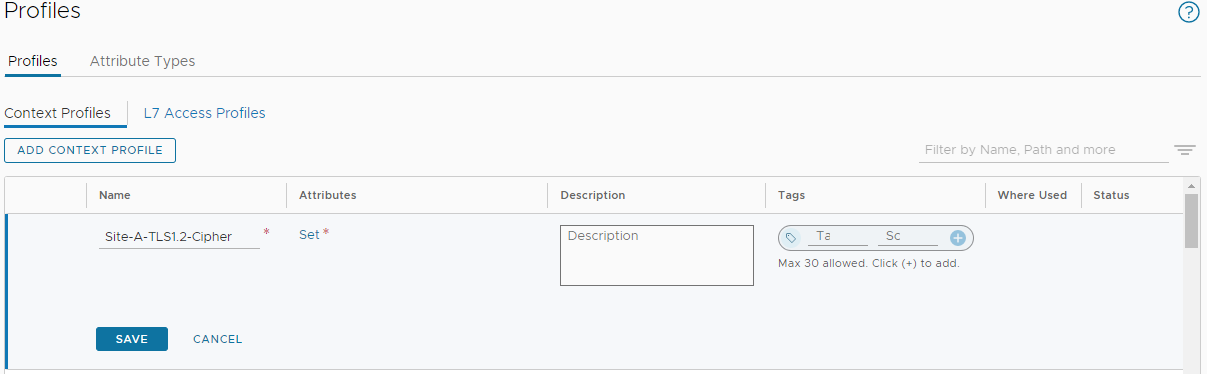 Profiles
?
Profiles Attribute Types
Context Profiles L7 Access Profiles
ADD CONTEXT PROFILE Filter by Name, Path and more
Name Attributes Description Tags Where Used Status
Site-A-TLS1.2-Cipher * Set * Description Ta Sc
Max 30 allowed. Click (+) to add.
SAVE CANCEL